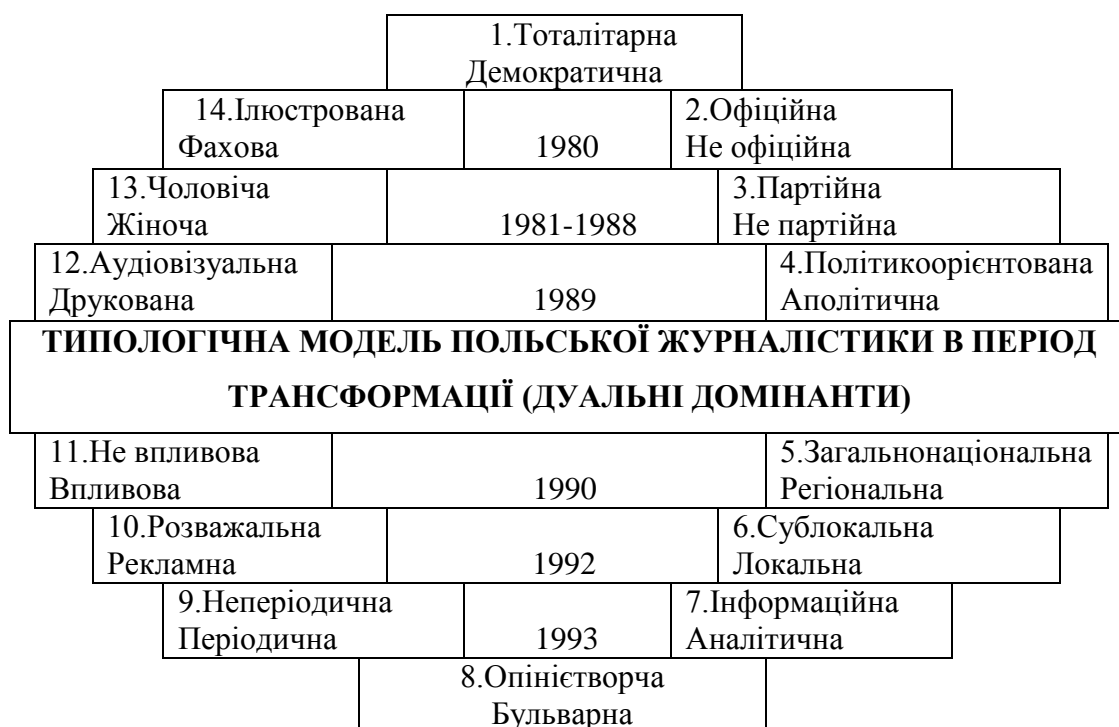 1.Тоталітарна
Демократична
14.Ілюстрована
Фахова
1980
2.Офіційна
Не офіційна
13.Чоловіча
Жіноча
1981-1988
3.Партійна
Не партійна
12.Аудіовізуальна
Друкована
1989
4.Політикоорієнтована
Аполітична
ТИПОЛОГІЧНА МОДЕЛЬ ПОЛЬСЬКОЇ ЖУРНАЛІСТИКИ В ПЕРІОД
ТРАНСФОРМАЦІЇ (ДУАЛЬНІ ДОМІНАНТИ)
11.Не впливова
Впливова
1990
5.Загальнонаціональна
Регіональна
10.Розважальна
Рекламна
1992
6.Сублокальна
Локальна
9.Неперіодична
Періодична
1993
7.Інформаційна
Аналітична
8.Опінієтворча
Бульварна